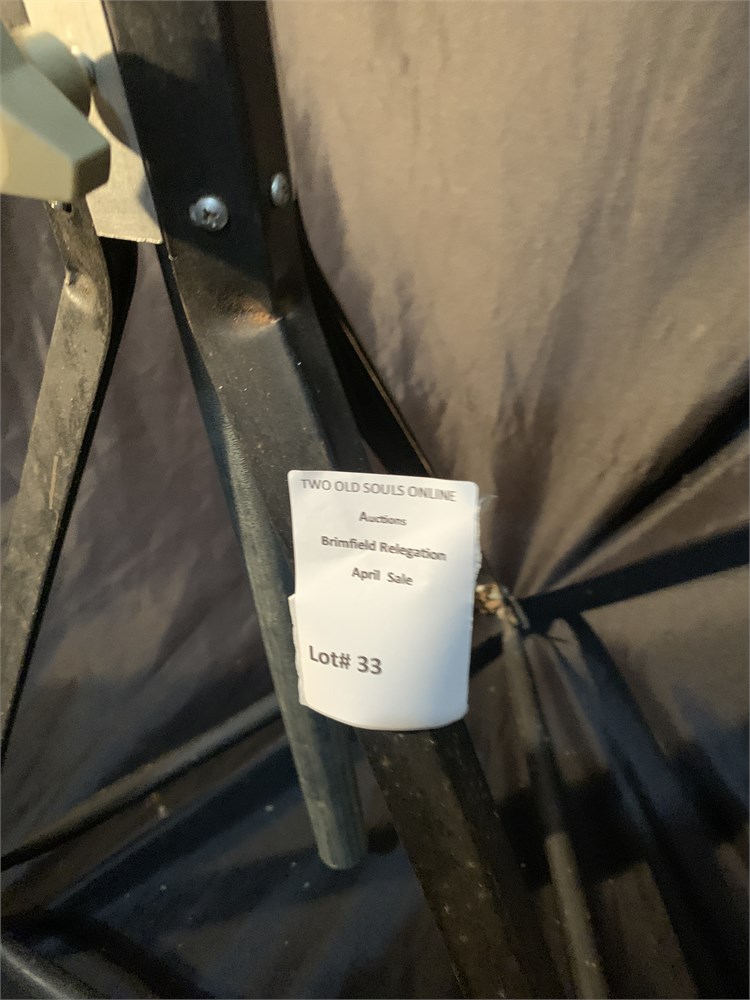 TWO OLD SOULS ONLINE
Auctions
Brimfield Relegation
April Sale
Lot# 33